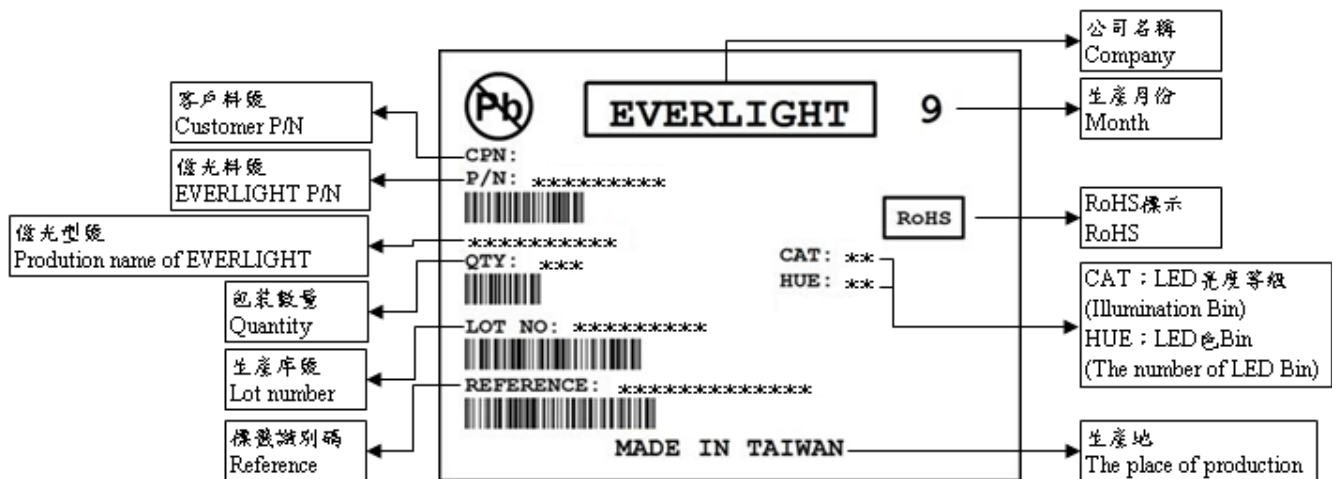 公司名稱
Company
Pb
EVERLIGHT
9
生產月份
Month
客戶料號
Customer P/N
CPN:
億光料號
EVERLIGHT P/N
P/N: *********
RoHS
RoHS標示
RoHS
億光型號
Prodution name of EVERLIGHT
**********
QTY: ***
CAT: **
HUE: **
CAT：LED亮度等級
(Illumination Bin)
HUE：LED色Bin
(The number of LED Bin)
包裝數量
Quantity
LOT NO: *********
生產序號
Lot number
REFERENCE: *************
標籤識別碼
Reference
MADE IN TAIWAN
生產地
The place of production